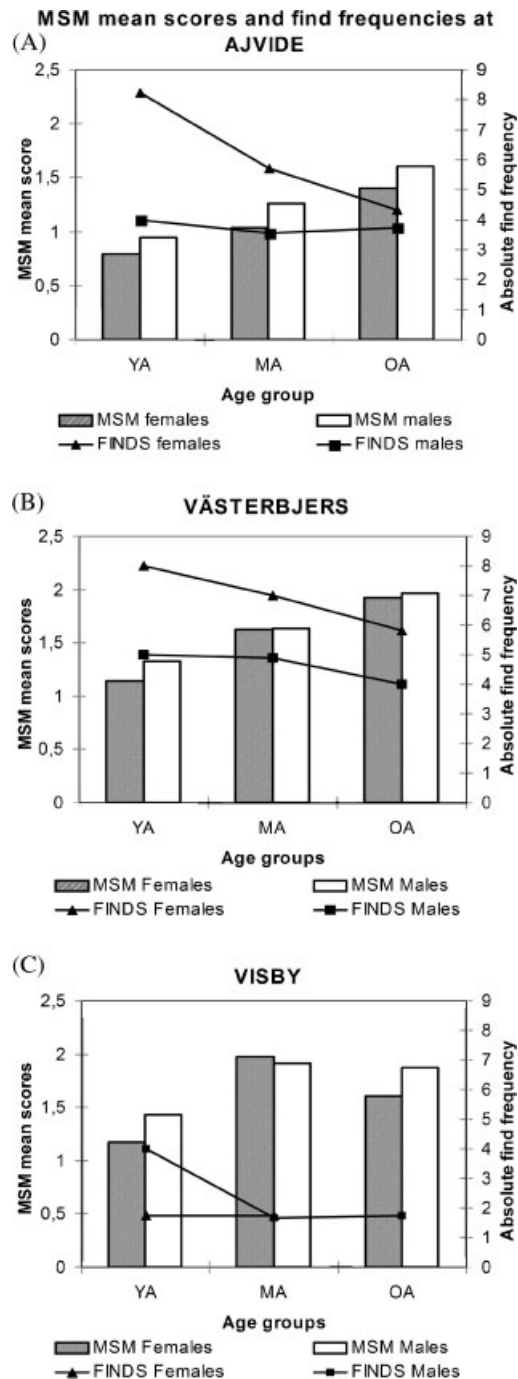 MSM mean scores and find frequencies at
(A) AJVIDE
2,5
2
1,5
1
0,5
0
MSM mean score
9
8
7
6
5
4
3
2
1
0
Absolute find frequency
YA MA OA
Age group
MSM females MSM males
FINDS females FINDS males
(B) VÄSTERBJERS
2,5
2
1,5
1
0,5
0
MSM mean scores
9
8
7
6
5
4
3
2
1
0
Absolute find frequency
YA MA OA
Age groups
MSM Females MSM Males
FINDS Females FINDS Males
(C) VISBY
2,5
2
1,5
1
0,5
0
MSM mean scores
9
8
7
6
5
4
3
2
1
0
Absolute find frequency
YA MA OA
Age groups
MSM Females MSM Males
FINDS Females FINDS Males